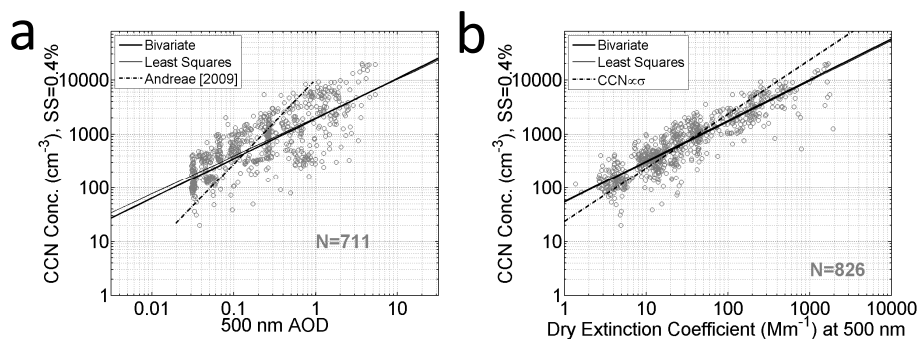 a
Bivariate
Least Squares
Andreae [2009]
CCN Conc. (cm⁻³), SS=0.4%
10000
1000
100
10
1
N=711
0.01
0.1
1
10
500 nm AOD
b
Bivariate
Least Squares
CCN∝σ
CCN Conc. (cm⁻³), SS=0.4%
10000
1000
100
10
1
N=826
1
10
100
1000
10000
Dry Extinction Coefficient (Mm⁻¹) at 500 nm